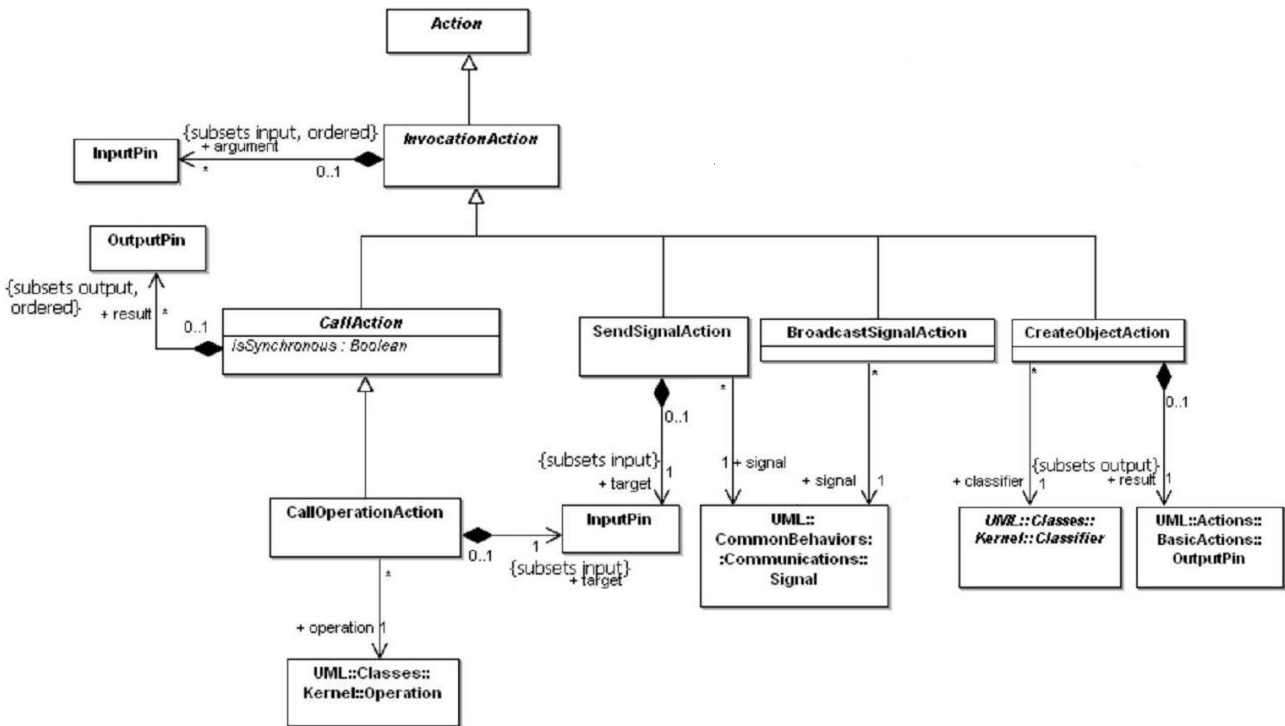 Action
{subsets input, ordered}
+ argument
InvocationAction
InputPin
*
0..1
OutputPin
{subsets output,
ordered}
+ result
*
0..1
CallAction
isSynchronous : Boolean
SendSignalAction
BroadcastSignalAction
CreateObjectAction
*
*
*
0..1
0..1
{subsets input}
1
+ target
1
+ signal
+ signal
1
+ classifier
1
{subsets output}
+ result
1
CallOperationAction
0..1
1
{subsets input}
+ target
InputPin
UML::
CommonBehaviors:
:Communications::
Signal
UML::Classes::
Kernel::Classifier
UML::Actions::
BasicActions::
OutputPin
*
+ operation
1
UML::Classes::
Kernel::Operation